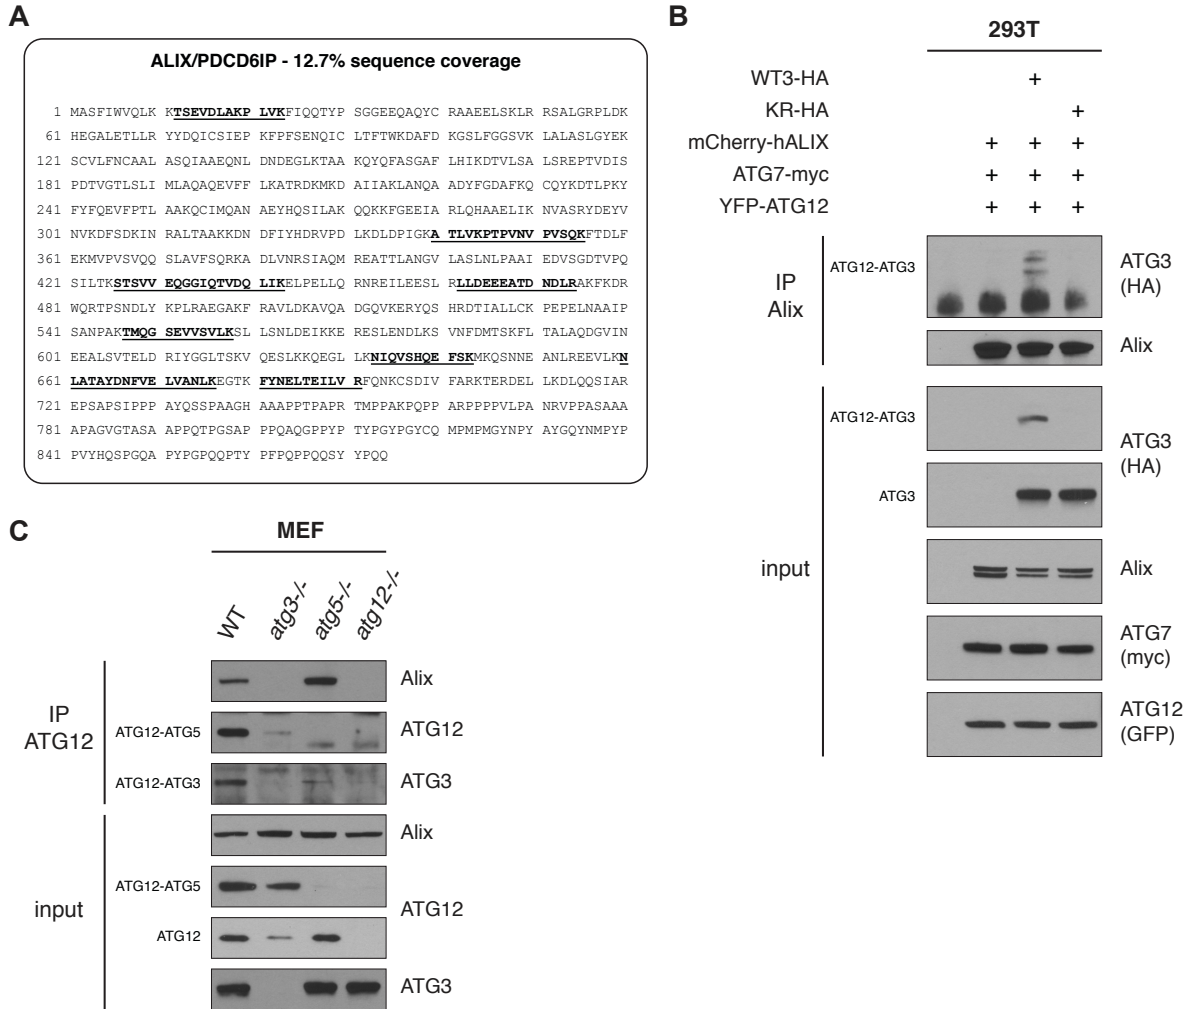 A
ALIX/PDCD6IP - 12.7% sequence coverage
1 MASFIWVQLK KTSEVDLAKP LVKFIQQTYP SGGEEQAQYC RAAEELSKLR RSALGRPLDK
61 HEGALETLLR YYDQICSIEP KFPFSENQIC LTFTWKDAFD KGSLFGGSVK LALASLGYEK
121 SCVLFNCAAL ASQIAAEQNL DNDEGLKTAA KQYQFASGAF LHIKDTVLSA LSREPTVDIS
181 PDTVGTLSLI MLAQAQEVFF LKATRDKMKD AIIAKLANQA ADYFGDAFKQ CQYKDTLPKY
241 FYFQEVFPTL AAKQCIMQAN AEYHQSILAK QQKKFGEEIA RLQHAAELIK NVASRYDEYV
301 NVKDFSDKIN RALTAAKKDN DFIYHDRVPD LKDLDPIGKA TLVKPTPVNV PVSQKFTDLF
361 EKMVPVSVQQ SLAVFSQRKA DLVNRSIAQM REATTLANGV LASLNLPAAI EDVSGDTVPQ
421 SILTKSTSVV EQGGIQTVDQ LIKELPELLQ RNREILEESL RLLDEEEATD NDLRAKFKDR
481 WQRTPSNDLY KPLRAEGAKF RAVLDKAVQA DGQVKERYQS HRDTIALLCK PEPELNAAIP
541 SANPAKTMQG SEVVSVLKSL LSNLDEIKKE RESLENDLKS VNFDMTSKFL TALAQDGVIN
601 EEALSVTELD RIYGGLTSKV QESLKKQEGL LKNIQVSHQE FSKMKQSNNE ANLREEVLKN
661 LATAYDNFVE LVANLKEGTK FYNELTEILV RFQNKCSDIV FARKTERDEL LKDLQQSIAR
721 EPSAPSIPPP AYQSSPAAGH AAAPPTPAPR TMPPAKPQPP ARPPPPVLPA NRVPPASAAA
781 APAGVGTASA APPQTPGSAP PPQAQGPPYP TYPGYPGYCQ MPMPMGYNPY AYGQYNMPYP
841 PVYHQSPGQA PYPGPQQPTY PFPQPPQQSY YPQQ
B
293T
WT3-HA +
KR-HA +
mCherry-hALIX + + +
ATG7-myc + + +
YFP-ATG12 + + +
IP
Alix
ATG12-ATG3
ATG3
(HA)
Alix
input
ATG12-ATG3
ATG3
ATG3
(HA)
Alix
ATG7
(myc)
ATG12
(GFP)
C
MEF
WT atg3-/- atg5-/- atg12-/-
IP
ATG12
Alix
ATG12-ATG5 ATG12
ATG12-ATG3 ATG3
input
Alix
ATG12-ATG5
ATG12
ATG12
ATG3